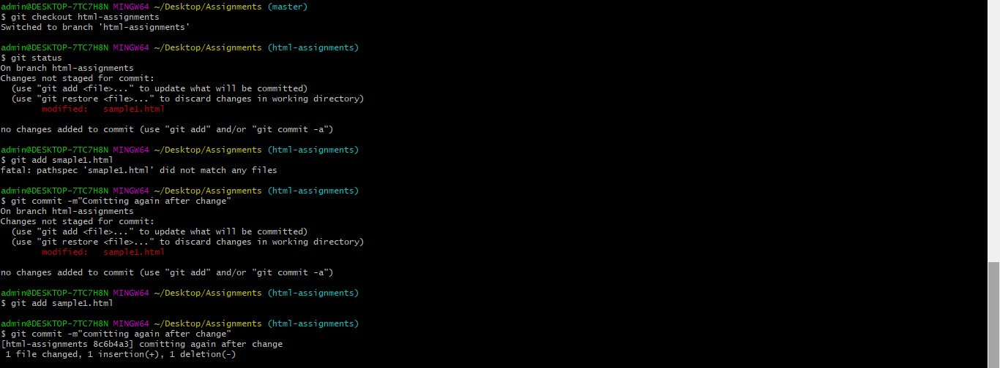 admin@DESKTOP-7TC7H8N MINGW64 ~/Desktop/Assignments (master)
$ git checkout html-assignments
Switched to branch 'html-assignments'
admin@DESKTOP-7TC7H8N MINGW64 ~/Desktop/Assignments (html-assignments)
$ git status
On branch html-assignments
Changes not staged for commit:
  (use "git add <file>..." to update what will be committed)
  (use "git restore <file>..." to discard changes in working directory)
        modified:   sample1.html
no changes added to commit (use "git add" and/or "git commit -a")
admin@DESKTOP-7TC7H8N MINGW64 ~/Desktop/Assignments (html-assignments)
$ git add smaple1.html
fatal: pathspec 'smaple1.html' did not match any files
admin@DESKTOP-7TC7H8N MINGW64 ~/Desktop/Assignments (html-assignments)
$ git commit -m"Comitting again after change"
On branch html-assignments
Changes not staged for commit:
  (use "git add <file>..." to update what will be committed)
  (use "git restore <file>..." to discard changes in working directory)
        modified:   sample1.html
no changes added to commit (use "git add" and/or "git commit -a")
admin@DESKTOP-7TC7H8N MINGW64 ~/Desktop/Assignments (html-assignments)
$ git add sample1.html
admin@DESKTOP-7TC7H8N MINGW64 ~/Desktop/Assignments (html-assignments)
$ git commit -m"comitting again after change"
[html-assignments 8c6b4a3] comitting again after change
 1 file changed, 1 insertion(+), 1 deletion(-)